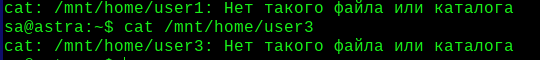 cat: /mnt/home/user1: Нет такого файла или каталога
sa@astra:~$ cat /mnt/home/user3
cat: /mnt/home/user3: Нет такого файла или каталога